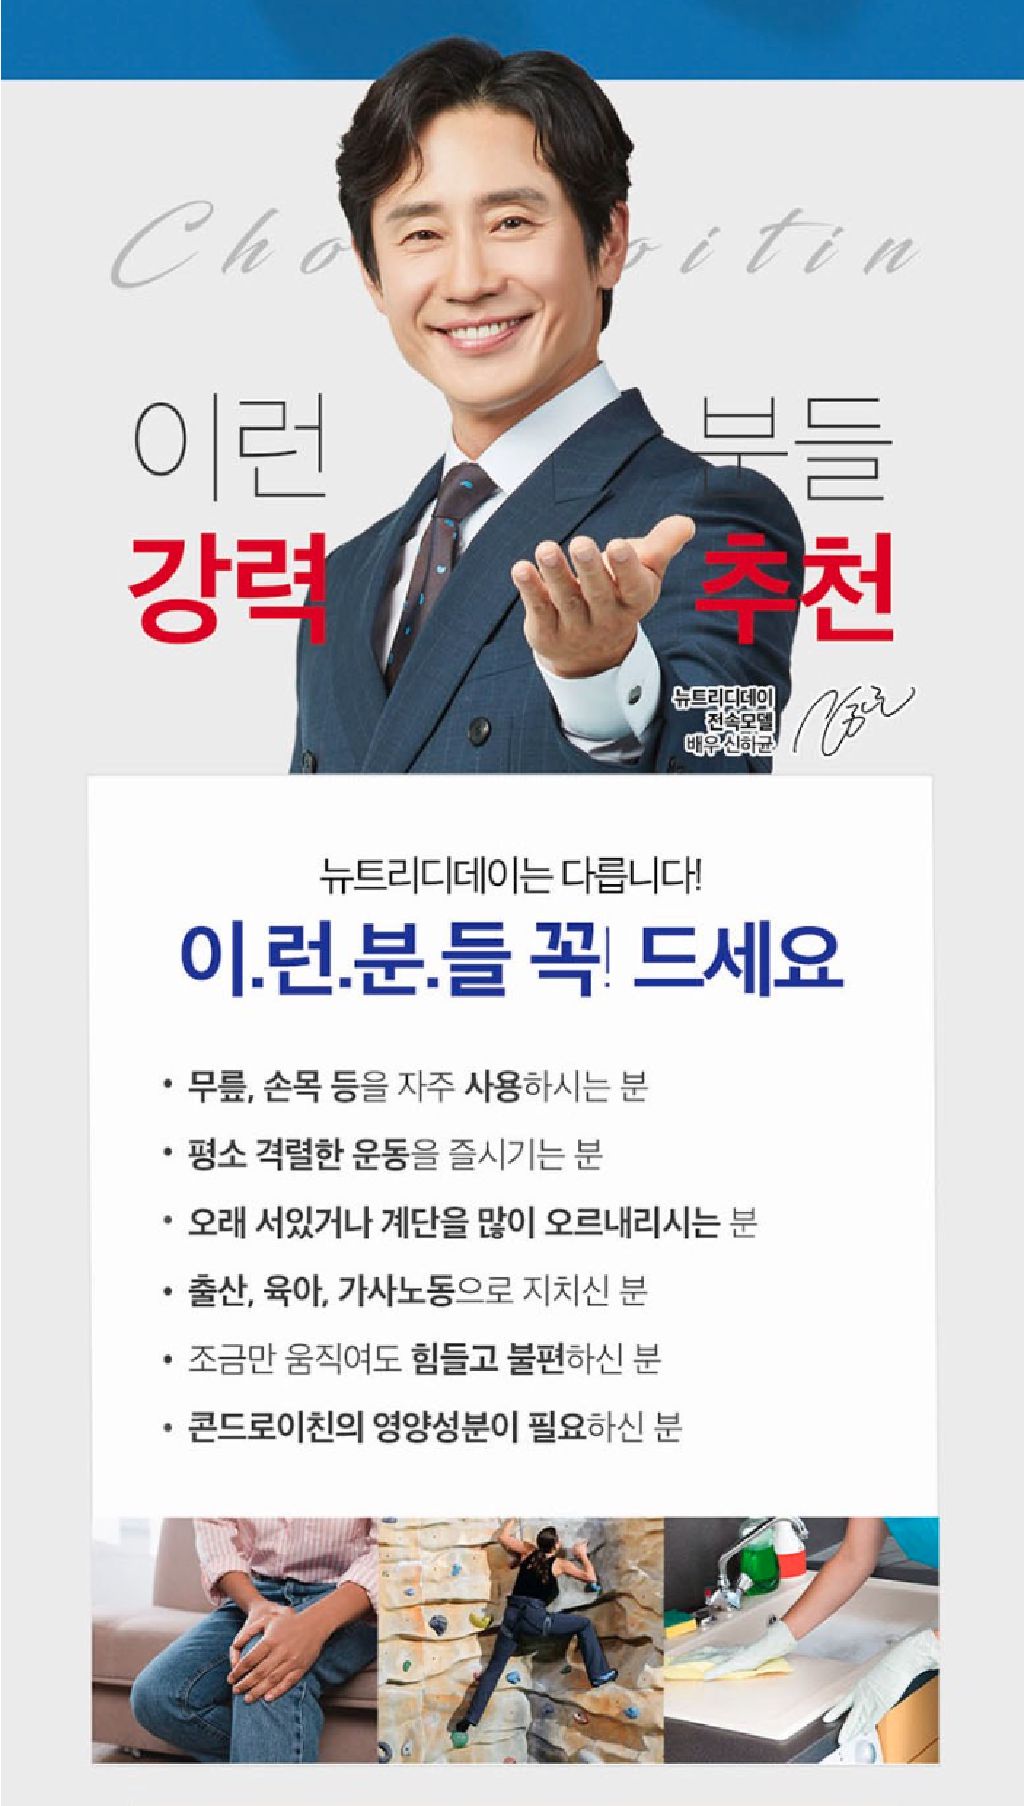 이런 부들
강력 추천
뉴트리디데이
전속모델
배우 신하균
뉴트리디데이는 다릅니다!
이.런.분.들 꼭! 드세요
• 무릎, 손목 등을 자주 사용하시는 분
• 평소 격렬한 운동을 즐시기는 분
• 오래 서있거나 계단을 많이 오르내리시는 분
• 출산, 육아, 가사노동으로 지치신 분
• 조금만 움직여도 힘들고 불편하신 분
• 콘드로이친의 영양성분이 필요하신 분